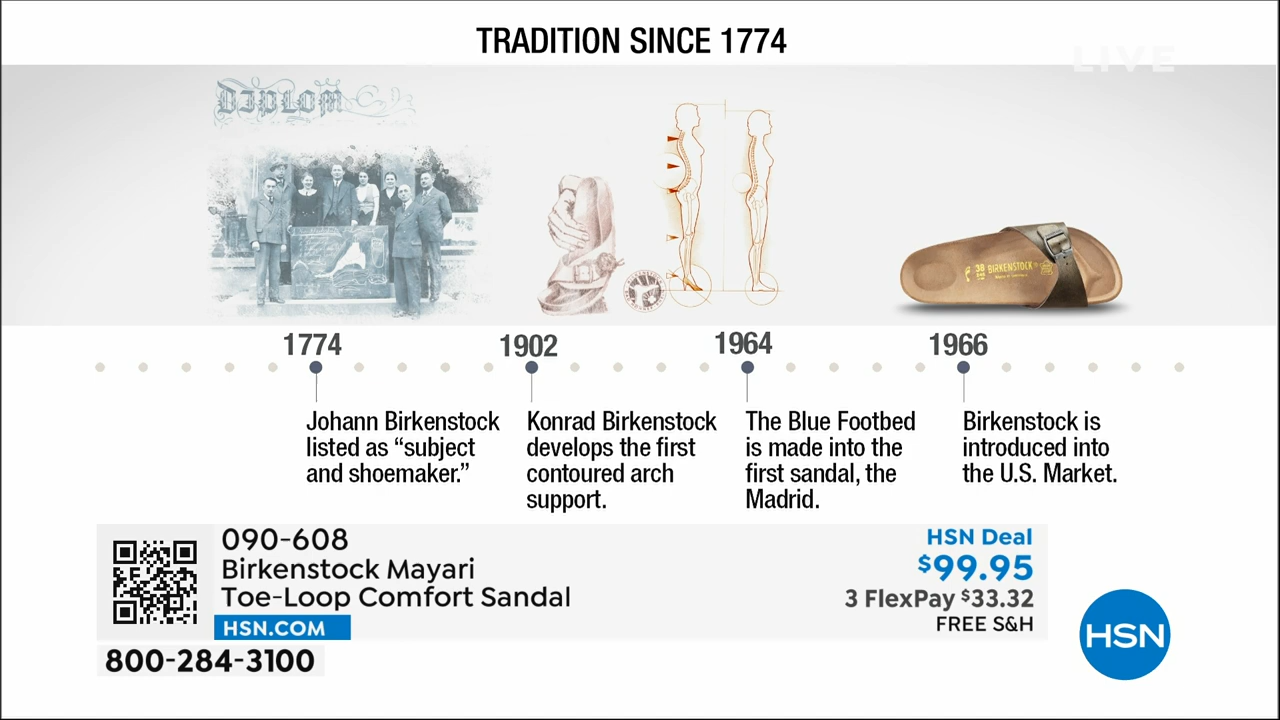 TRADITION SINCE 1774
LIVE
Diplom
38
BIRKENSTOCK
1774
1902
1964
1966
Johann Birkenstock
listed as “subject
and shoemaker.”
Konrad Birkenstock
develops the first
contoured arch
support.
The Blue Footbed
is made into the
first sandal, the
Madrid.
Birkenstock is
introduced into
the U.S. Market.
090-608
Birkenstock Mayari
Toe-Loop Comfort Sandal
HSN.COM
800-284-3100
HSN Deal
$99.95
3 FlexPay $33.32
FREE S&H
HSN